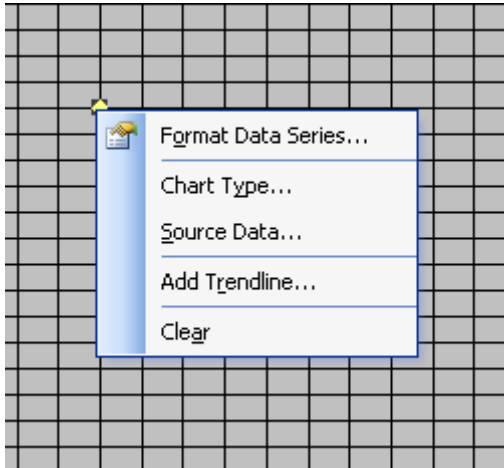 Format Data Series...
Chart Type...
Source Data...
Add Trendline...
Clear